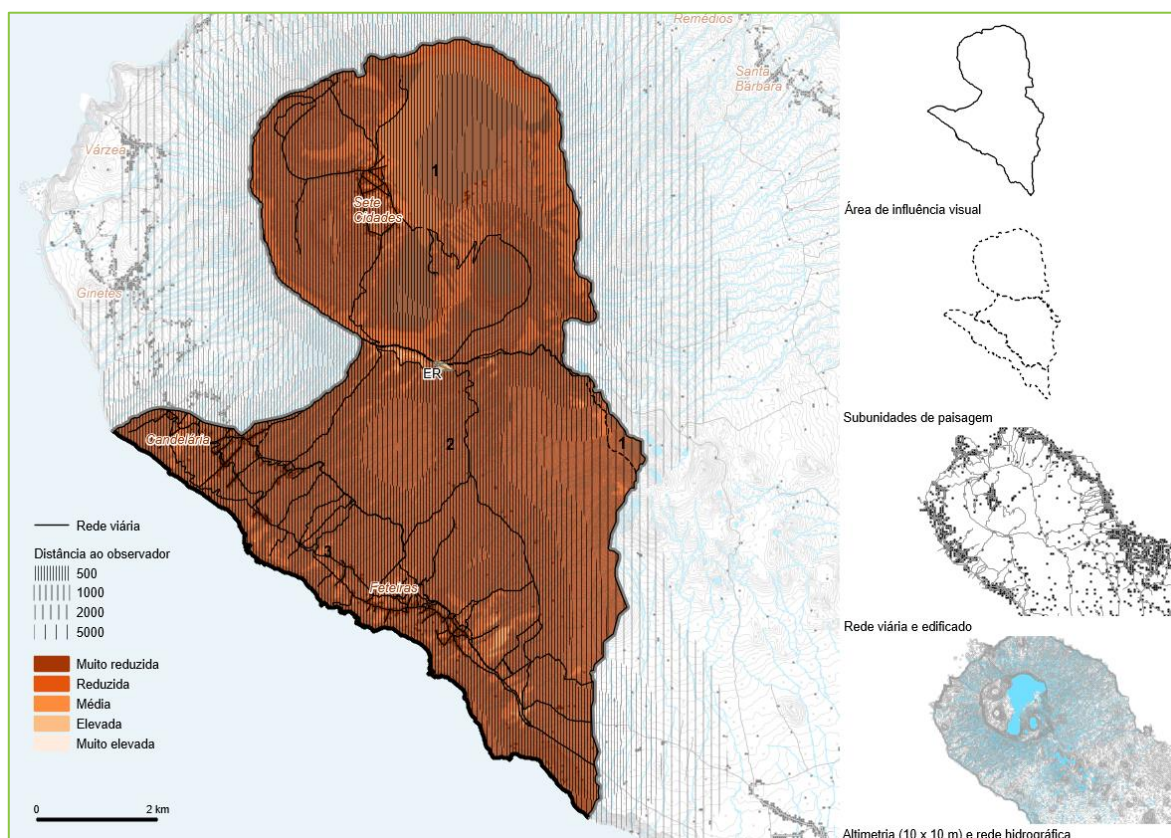 Remédios
Santa
Bárbara
Várzea
1
Sete
Cidades
Ginetes
ER
Candelária
2
1
3
Feteiras
Rede viária
Distância ao observador
500
1000
2000
5000
Muito reduzida
Reduzida
Média
Elevada
Muito elevada
0 2 km
Área de influência visual
Subunidades de paisagem
Rede viária e edificado
Altimetria (10 x 10 m) e rede hidrográfica